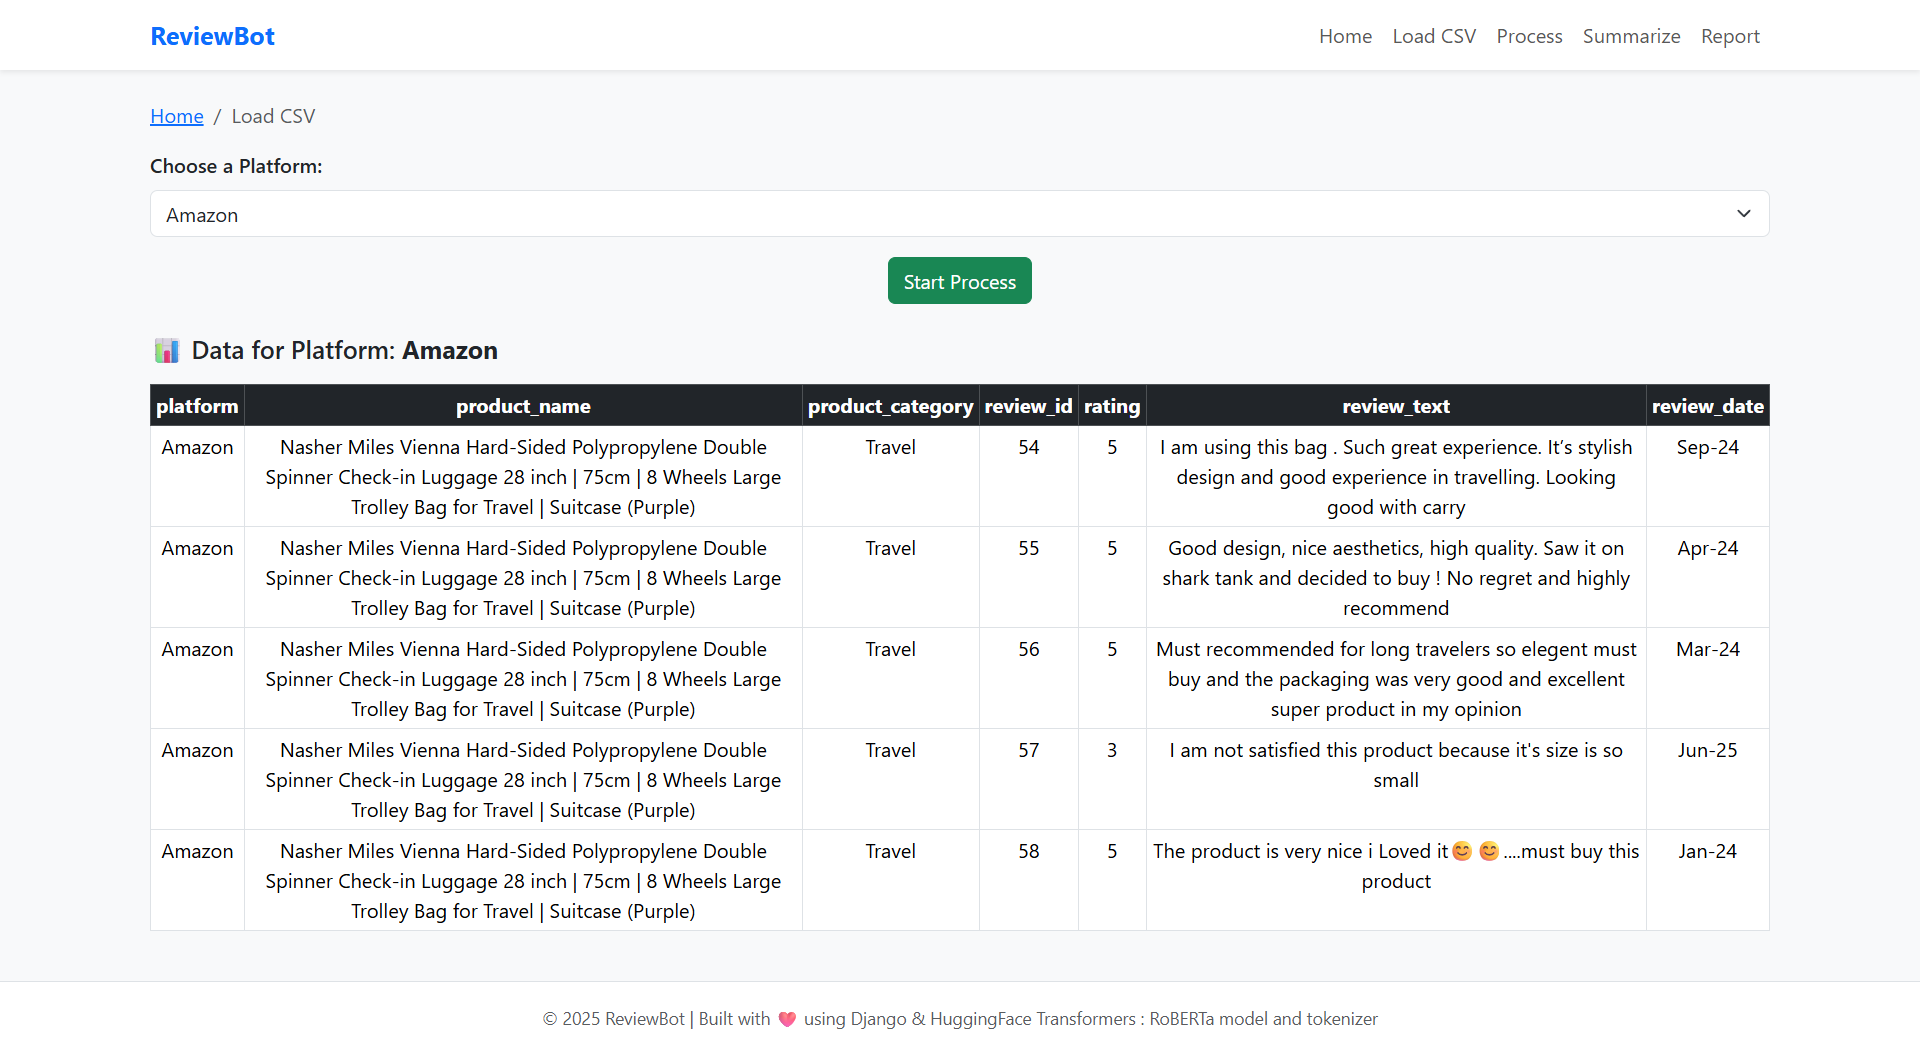 ReviewBot
Home Load CSV Process Summarize Report
Home / Load CSV
Choose a Platform:
Amazon
Start Process
Data for Platform: Amazon
platform product_name product_category review_id rating review_text review_date
Amazon Nasher Miles Vienna Hard-Sided Polypropylene Double Travel 54 5 I am using this bag . Such great experience. It’s stylish Sep-24
Spinner Check-in Luggage 28 inch | 75cm | 8 Wheels Large design and good experience in travelling. Looking
Trolley Bag for Travel | Suitcase (Purple) good with carry
Amazon Nasher Miles Vienna Hard-Sided Polypropylene Double Travel 55 5 Good design, nice aesthetics, high quality. Saw it on Apr-24
Spinner Check-in Luggage 28 inch | 75cm | 8 Wheels Large shark tank and decided to buy ! No regret and highly
Trolley Bag for Travel | Suitcase (Purple) recommend
Amazon Nasher Miles Vienna Hard-Sided Polypropylene Double Travel 56 5 Must recommended for long travelers so elegent must Mar-24
Spinner Check-in Luggage 28 inch | 75cm | 8 Wheels Large buy and the packaging was very good and excellent
Trolley Bag for Travel | Suitcase (Purple) super product in my opinion
Amazon Nasher Miles Vienna Hard-Sided Polypropylene Double Travel 57 3 I am not satisfied this product because it's size is so Jun-25
Spinner Check-in Luggage 28 inch | 75cm | 8 Wheels Large small
Trolley Bag for Travel | Suitcase (Purple)
Amazon Nasher Miles Vienna Hard-Sided Polypropylene Double Travel 58 5 The product is very nice i Loved it😊 😊 ....must buy this Jan-24
Spinner Check-in Luggage 28 inch | 75cm | 8 Wheels Large product
Trolley Bag for Travel | Suitcase (Purple)
© 2025 ReviewBot | Built with ❤️ using Django & HuggingFace Transformers : RoBERTa model and tokenizer